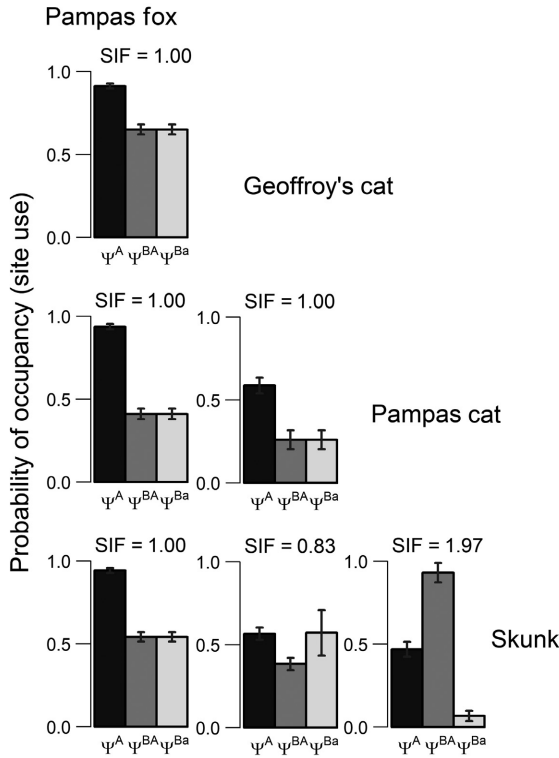 Pampas fox
SIF = 1.00
1.0
0.5
0.0
Ψ^A Ψ^BA Ψ^Ba
Geoffroy's cat
Probability of occupancy (site use)
SIF = 1.00 SIF = 1.00
1.0 1.0
0.5 0.5
0.0 0.0
Ψ^A Ψ^BA Ψ^Ba Ψ^A Ψ^BA Ψ^Ba
Pampas cat
SIF = 1.00 SIF = 0.83 SIF = 1.97
1.0 1.0 1.0
0.5 0.5 0.5
0.0 0.0 0.0
Ψ^A Ψ^BA Ψ^Ba Ψ^A Ψ^BA Ψ^Ba Ψ^A Ψ^BA Ψ^Ba
Skunk